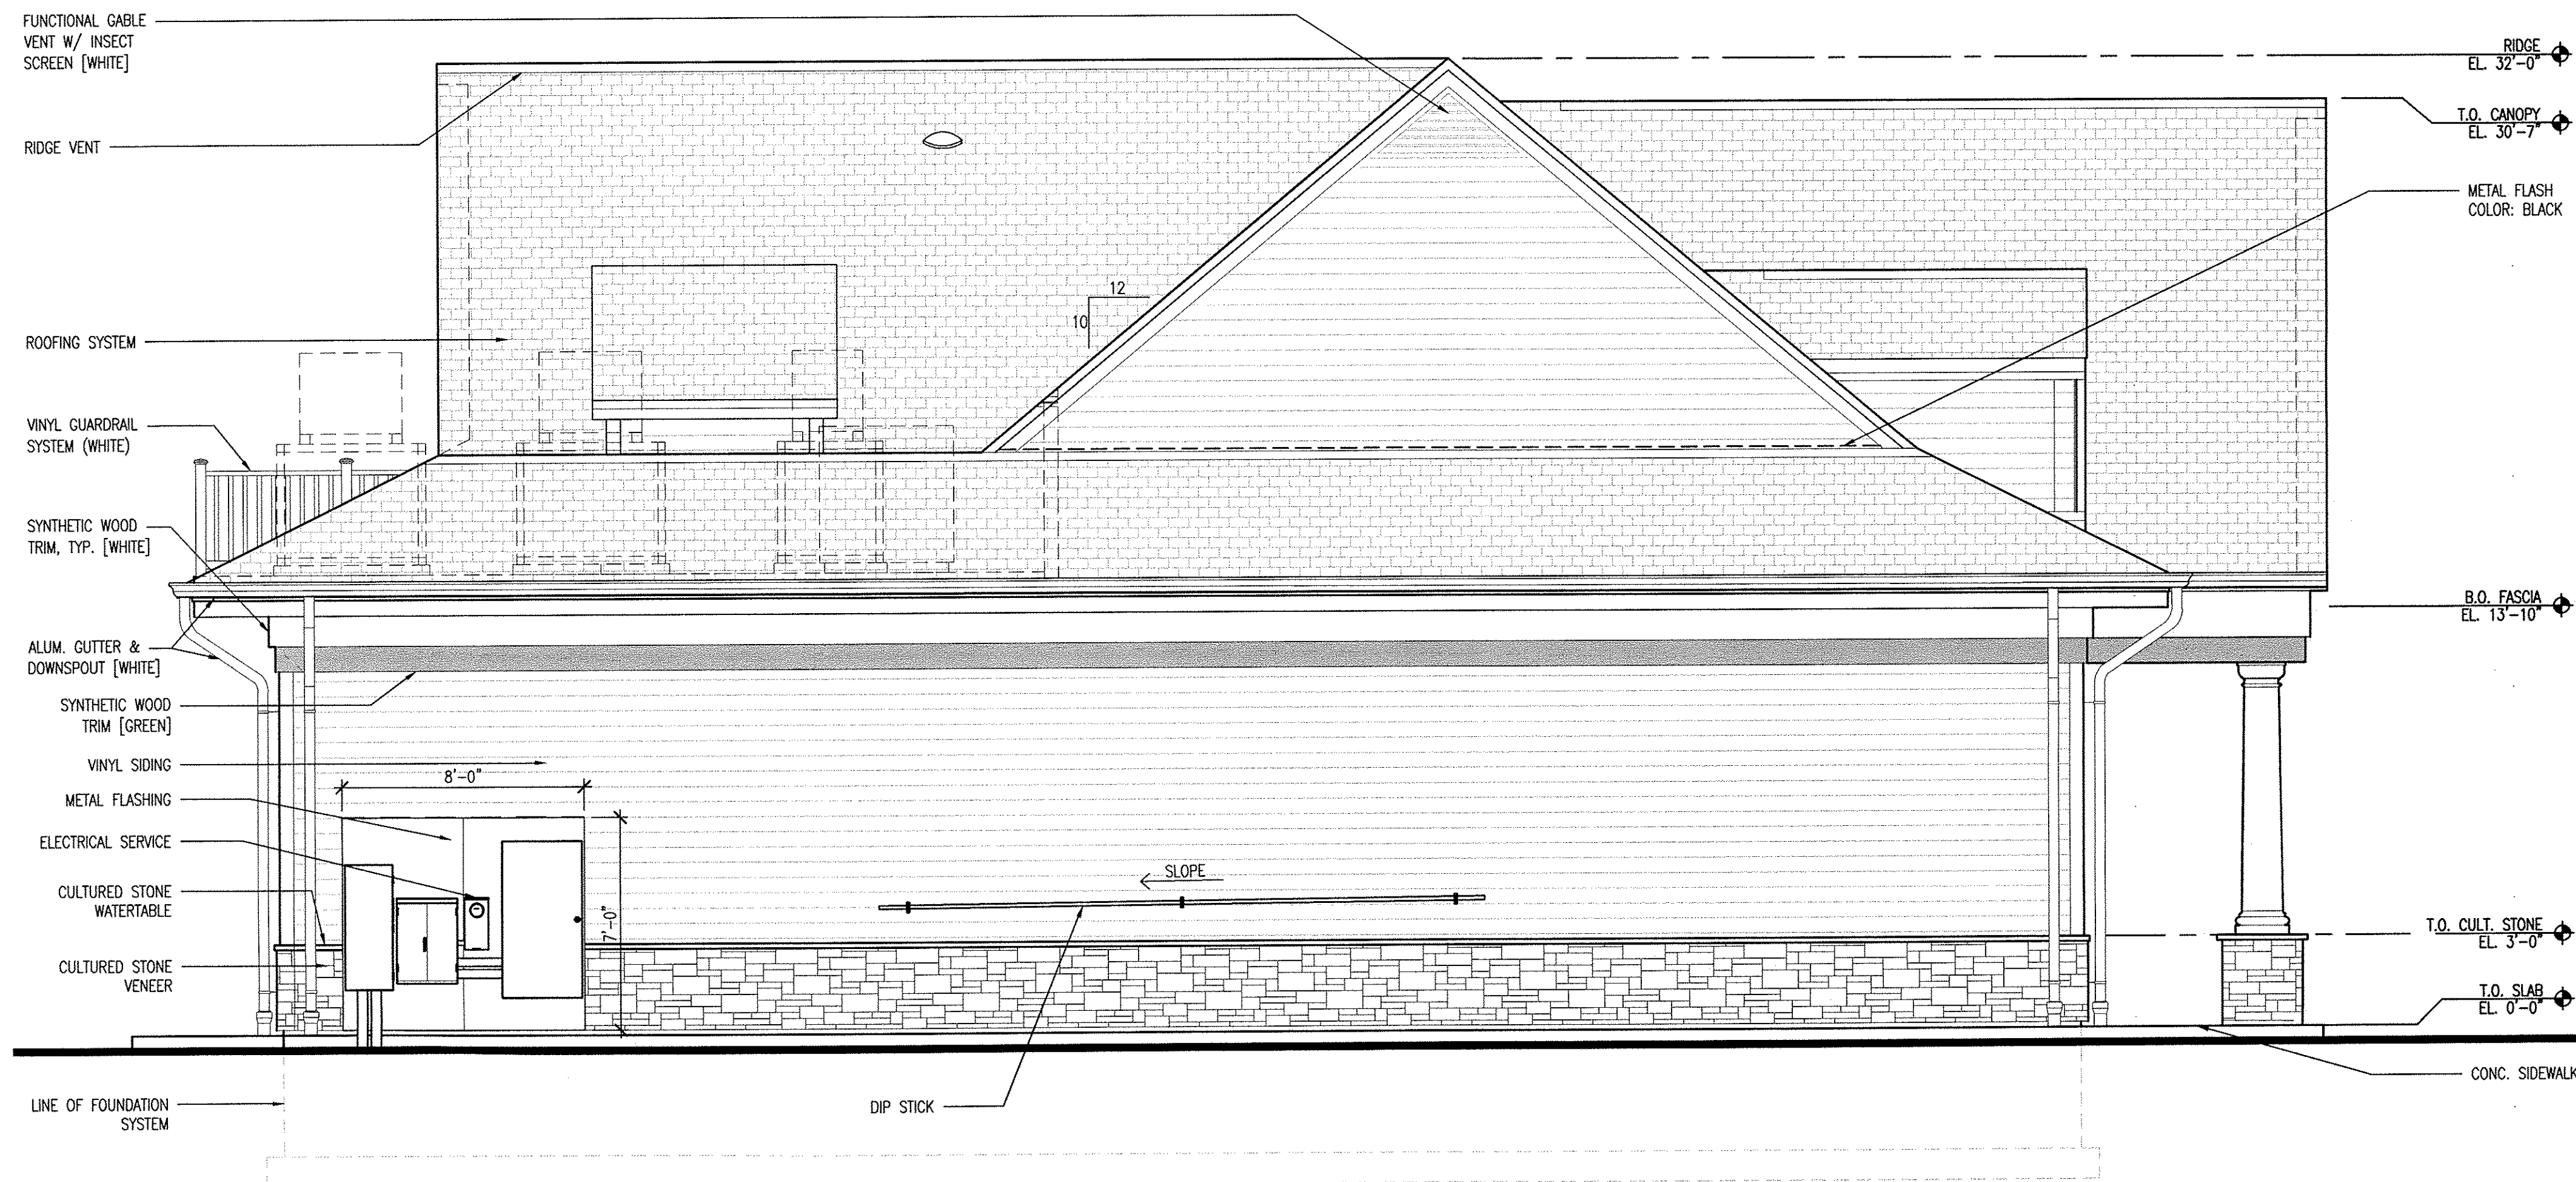 FUNCTIONAL GABLE
VENT W/ INSECT
SCREEN [WHITE]
RIDGE VENT
ROOFING SYSTEM
VINYL GUARDRAIL
SYSTEM (WHITE)
SYNTHETIC WOOD
TRIM, TYP. [WHITE]
ALUM. GUTTER &
DOWNSPOUT [WHITE]
SYNTHETIC WOOD
TRIM [GREEN]
VINYL SIDING
METAL FLASHING
ELECTRICAL SERVICE
CULTURED STONE
WATERTABLE
CULTURED STONE
VENEER
LINE OF FOUNDATION
SYSTEM
12
10
8'-0"
7'-0"
SLOPE
DIP STICK
RIDGE
EL. 32'-0"
T.O. CANOPY
EL. 30'-7"
METAL FLASH
COLOR: BLACK
B.O. FASCIA
EL. 13'-10"
T.O. CULT. STONE
EL. 3'-0"
T.O. SLAB
EL. 0'-0"
CONC. SIDEWALK